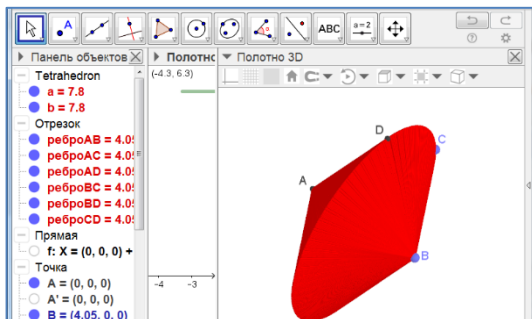 ABC a=2
Панель объектов Полотно Полотно 3D
Tetrahedron
a = 7.8
b = 7.8
Отрезок
реброAB = 4.05
реброAC = 4.05
реброAD = 4.05
реброBC = 4.05
реброBD = 4.05
реброCD = 4.05
Прямая
f: X = (0, 0, 0) +
Точка
A = (0, 0, 0)
A' = (0, 0, 0)
B = (4.05, 0, 0)
(-4.3, 6.3)
-4 -3
D
C
A
B